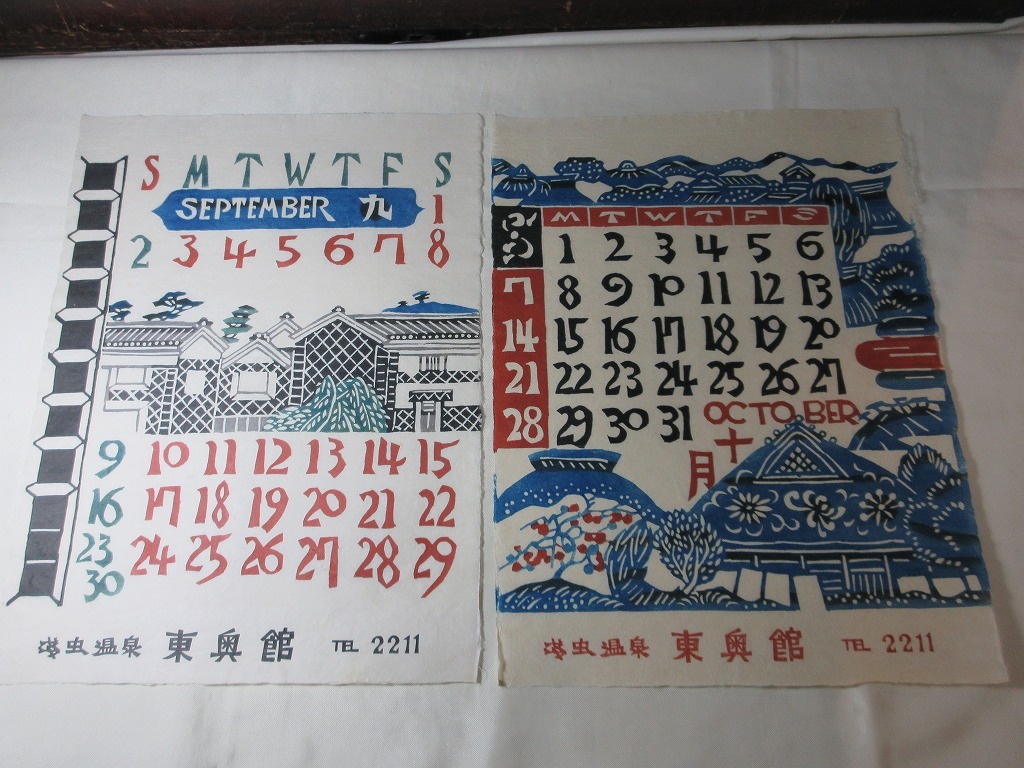 S M T W T F S
SEPTEMBER 九 1
2 3 4 5 6 7 8
9 10 11 12 13 14 15
16 17 18 19 20 21 22
23 24 25 26 27 28 29
30
浅虫温泉 東奥館 TEL 2211
M T W T F S
1 2 3 4 5 6
7 8 9 10 11 12 13
14 15 16 17 18 19 20
21 22 23 24 25 26 27
28 29 30 31 OCTOBER
十月
浅虫温泉 東奥館 TEL 2211